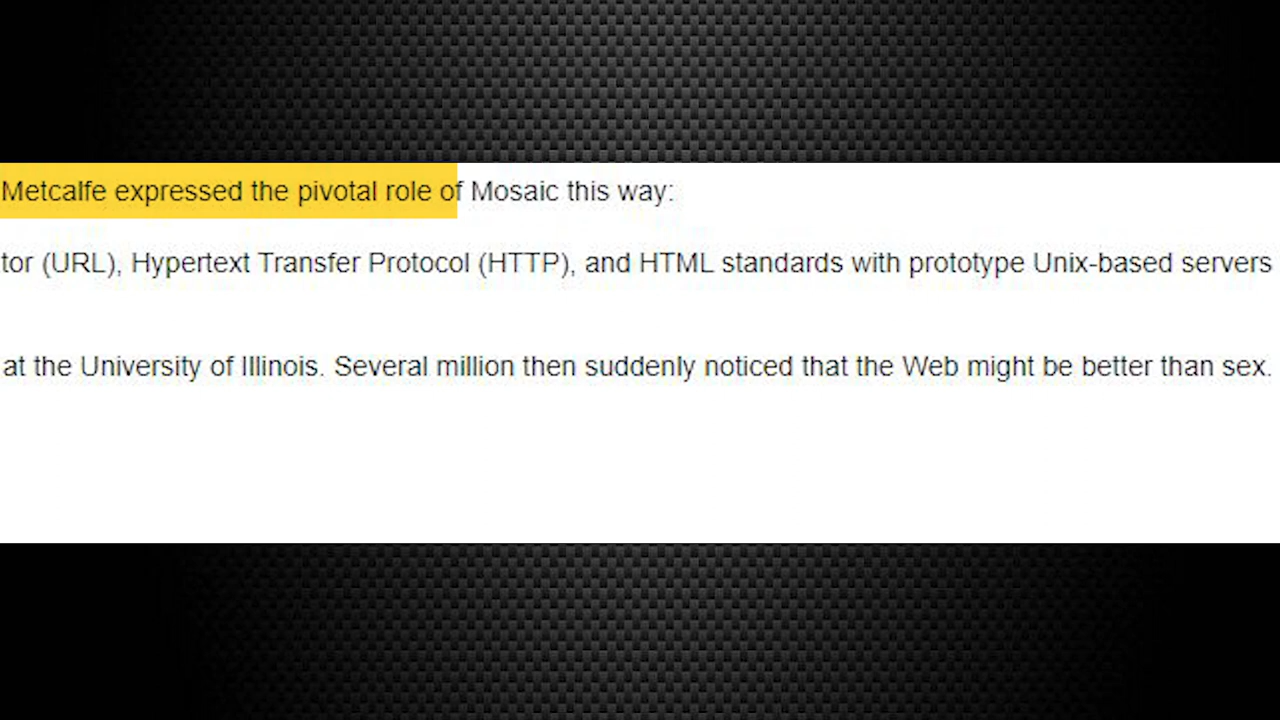 Metcalfe expressed the pivotal role of Mosaic this way:
tor (URL), Hypertext Transfer Protocol (HTTP), and HTML standards with prototype Unix-based servers
at the University of Illinois. Several million then suddenly noticed that the Web might be better than sex.